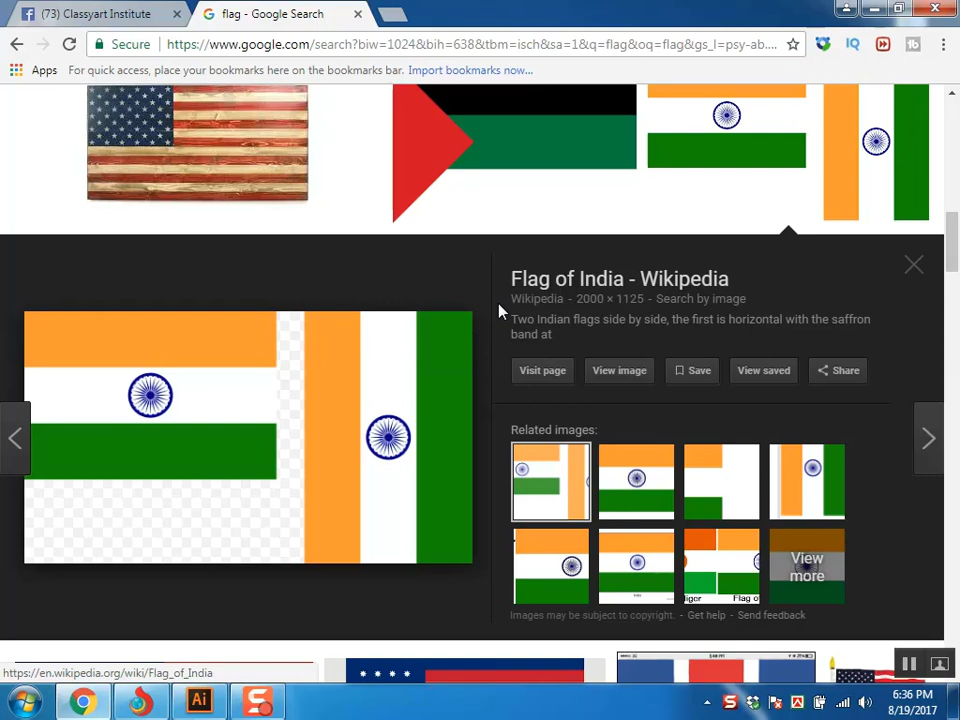 (73) Classyart Institute
flag - Google Search
Secure
https://www.google.com/search?biw=1024&bih=638&tbm=isch&sa=1&q=flag&oq=flag&gs_l=psy-ab....
Apps
For quick access, place your bookmarks here on the bookmarks bar.
Import bookmarks now...
Flag of India - Wikipedia
Wikipedia - 2000 × 1125 - Search by image
Two Indian flags side by side, the first is horizontal with the saffron
band at
Visit page
View image
Save
View saved
Share
Related images:
View
more
Images may be subject to copyright. - Get help - Send feedback
https://en.wikipedia.org/wiki/Flag_of_India
6:36 PM
8/19/2017